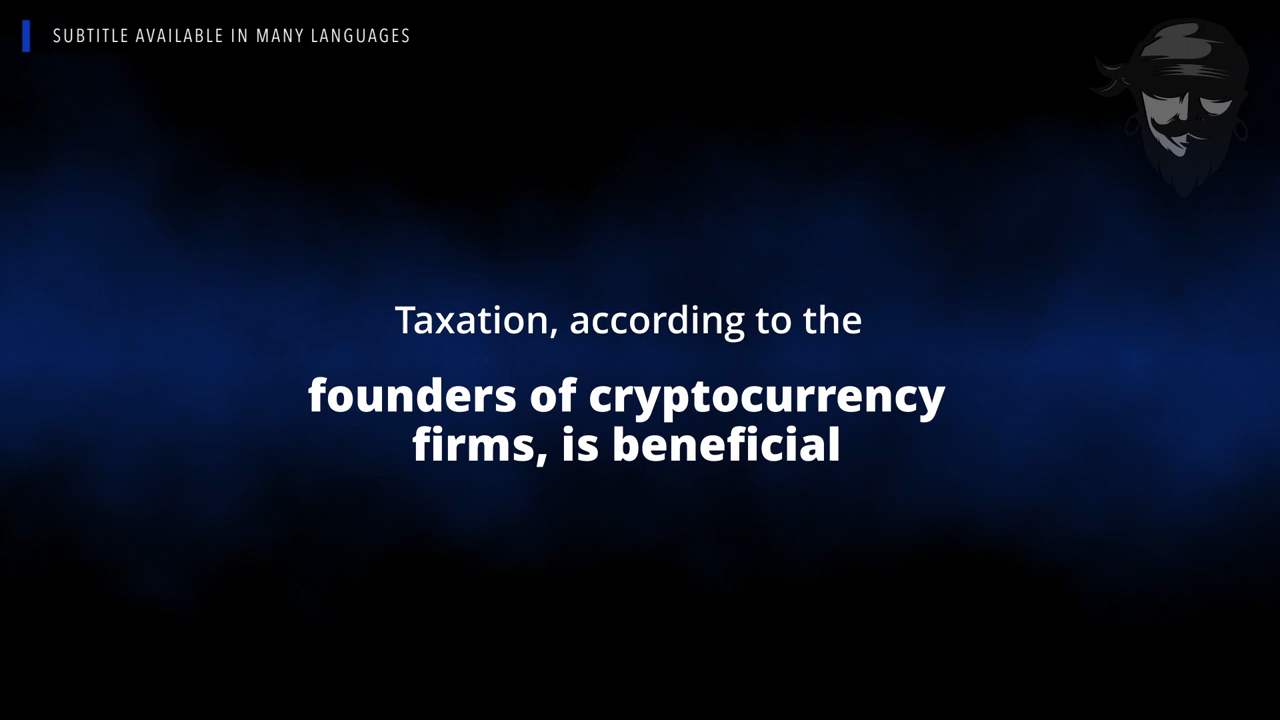 SUBTITLE AVAILABLE IN MANY LANGUAGES
Taxation, according to the
founders of cryptocurrency
firms, is beneficial